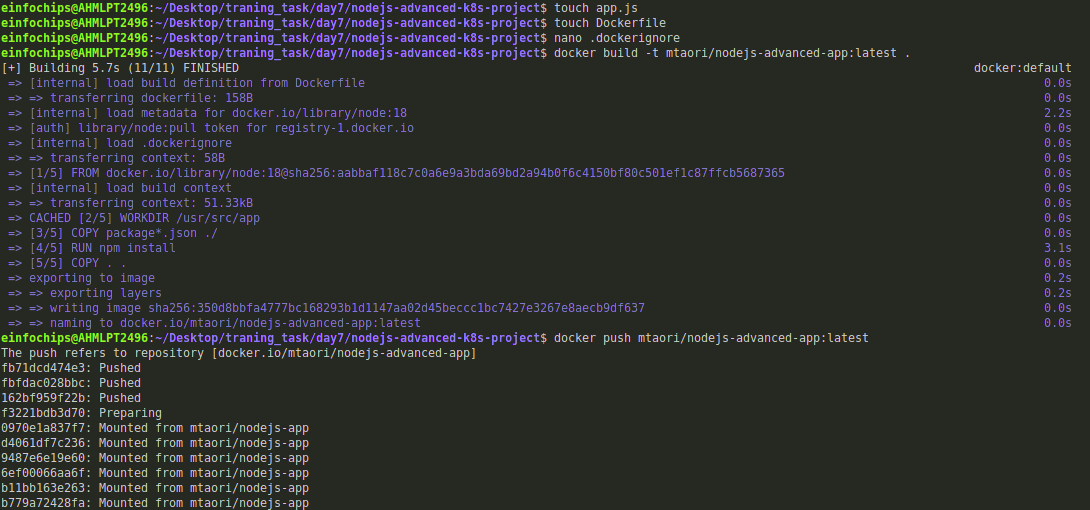 einfochips@AHMLPT2496:~/Desktop/traning_task/day7/nodejs-advanced-k8s-project$ touch app.js
einfochips@AHMLPT2496:~/Desktop/traning_task/day7/nodejs-advanced-k8s-project$ touch Dockerfile
einfochips@AHMLPT2496:~/Desktop/traning_task/day7/nodejs-advanced-k8s-project$ nano .dockerignore
einfochips@AHMLPT2496:~/Desktop/traning_task/day7/nodejs-advanced-k8s-project$ docker build -t mtaori/nodejs-advanced-app:latest .
[+] Building 5.7s (11/11) FINISHED docker:default
=> [internal] load build definition from Dockerfile 0.0s
=> => transferring dockerfile: 158B 0.0s
=> [internal] load metadata for docker.io/library/node:18 2.2s
=> [auth] library/node:pull token for registry-1.docker.io 0.0s
=> [internal] load .dockerignore 0.0s
=> => transferring context: 58B 0.0s
=> [1/5] FROM docker.io/library/node:18@sha256:aabbaf118c7c0a6e9a3bda69bd2a94b0f6c4150bf80c501ef1c87ffcb5687365 0.0s
=> [internal] load build context 0.0s
=> => transferring context: 51.33kB 0.0s
=> CACHED [2/5] WORKDIR /usr/src/app 0.0s
=> [3/5] COPY package*.json ./ 0.0s
=> [4/5] RUN npm install 3.1s
=> [5/5] COPY . . 0.0s
=> exporting to image 0.2s
=> => exporting layers 0.2s
=> => writing image sha256:350d8bbfa4777bc168293b1d1147aa02d45beccc1bc7427e3267e8aecb9df637 0.0s
=> => naming to docker.io/mtaori/nodejs-advanced-app:latest 0.0s
einfochips@AHMLPT2496:~/Desktop/traning_task/day7/nodejs-advanced-k8s-project$ docker push mtaori/nodejs-advanced-app:latest
The push refers to repository [docker.io/mtaori/nodejs-advanced-app]
fb71dcd474e3: Pushed
fbfdac028bbc: Pushed
162bf959f22b: Pushed
f3221bdb3d70: Preparing
0970e1a837f7: Mounted from mtaori/nodejs-app
d4061df7c236: Mounted from mtaori/nodejs-app
9487e6e19e60: Mounted from mtaori/nodejs-app
6ef00066aa6f: Mounted from mtaori/nodejs-app
b11bb163e263: Mounted from mtaori/nodejs-app
b779a72428fa: Mounted from mtaori/nodejs-app